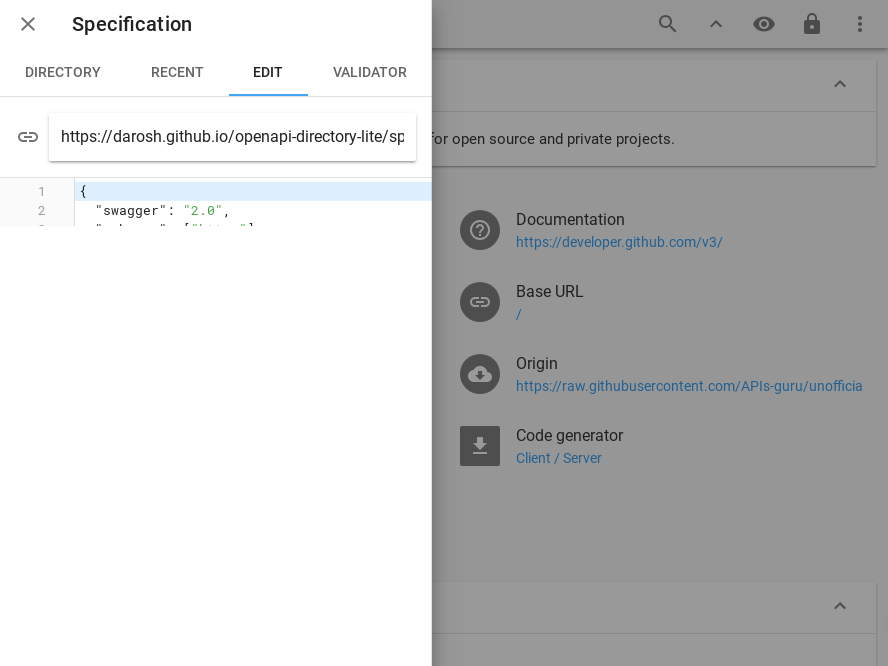 Specification
DIRECTORY RECENT EDIT VALIDATOR
https://darosh.github.io/openapi-directory-lite/sp
1 {
2 "swagger": "2.0",
for open source and private projects.
Documentation
https://developer.github.com/v3/
Base URL
/
Origin
https://raw.githubusercontent.com/APIs-guru/unofficia
Code generator
Client / Server